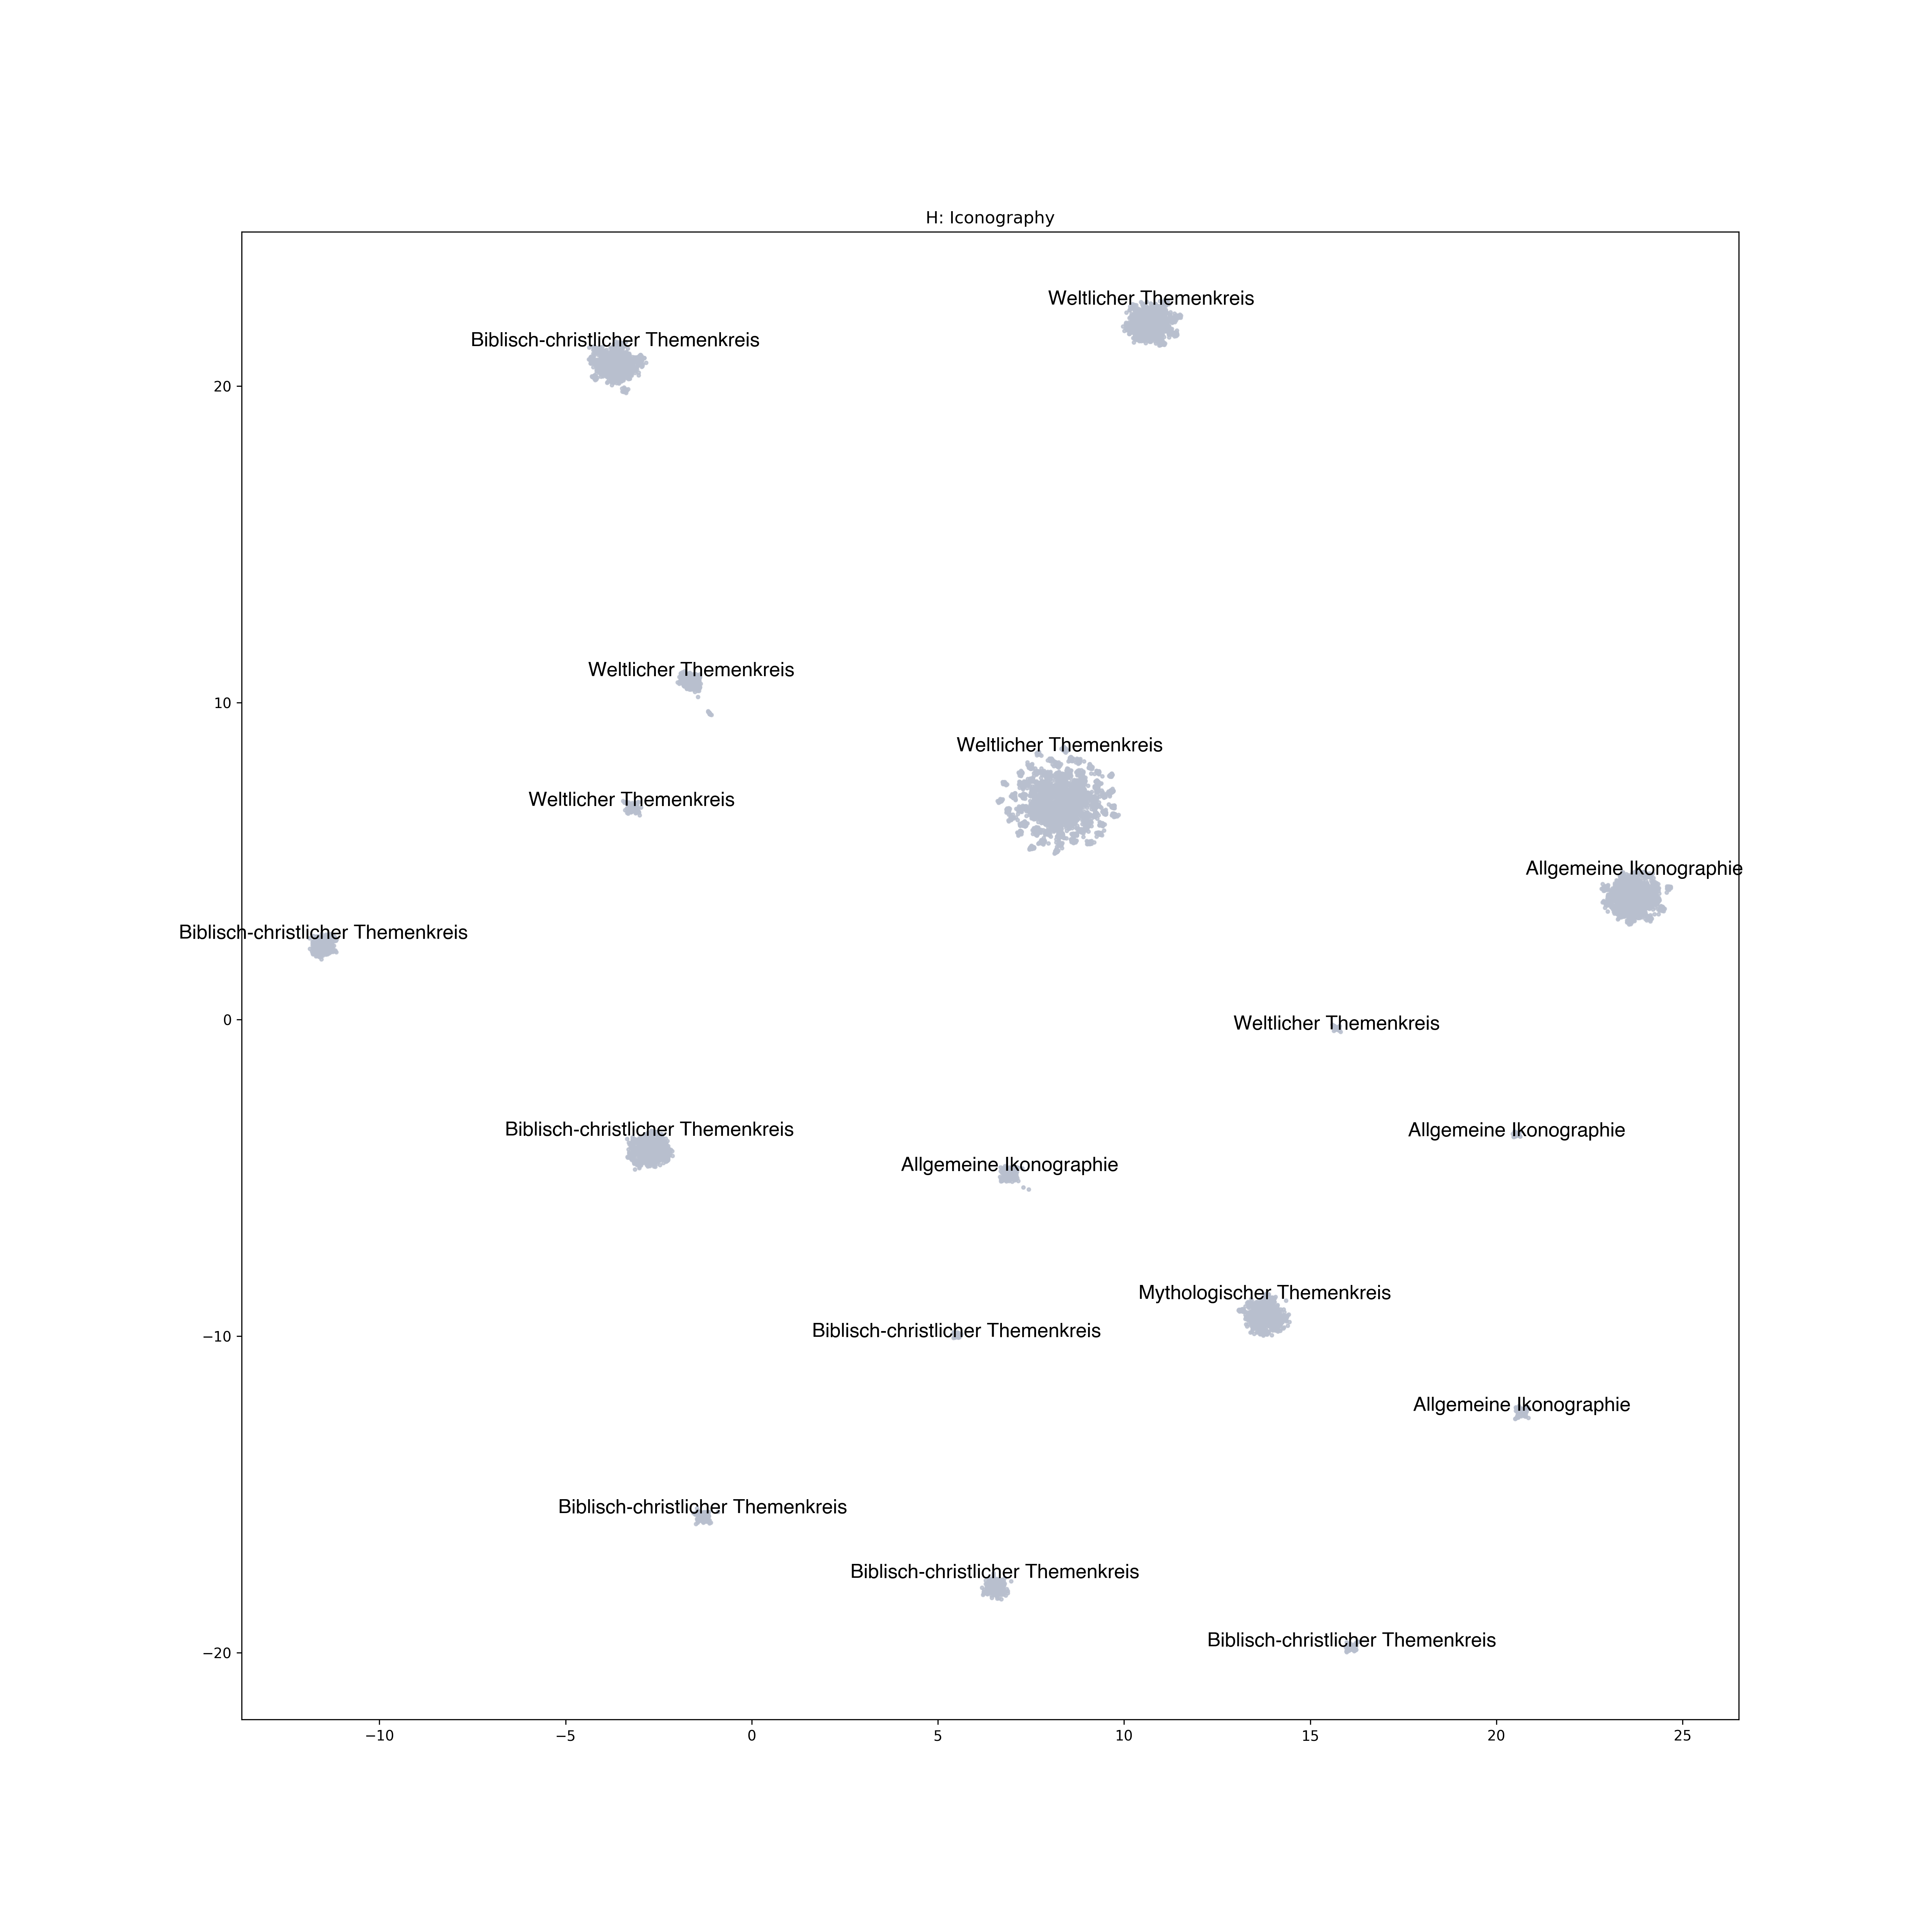 H: Iconography
Weltlicher Themenkreis
Biblisch-christlicher Themenkreis
20
Weltlicher Themenkreis
10
Weltlicher Themenkreis
Weltlicher Themenkreis
Allgemeine Ikonographie
Biblisch-christlicher Themenkreis
0
Weltlicher Themenkreis
Biblisch-christlicher Themenkreis
Allgemeine Ikonographie
Allgemeine Ikonographie
Mythologischer Themenkreis
Biblisch-christlicher Themenkreis
−10
Allgemeine Ikonographie
Biblisch-christlicher Themenkreis
Biblisch-christlicher Themenkreis
Biblisch-christlicher Themenkreis
−20
−10 −5 0 5 10 15 20 25